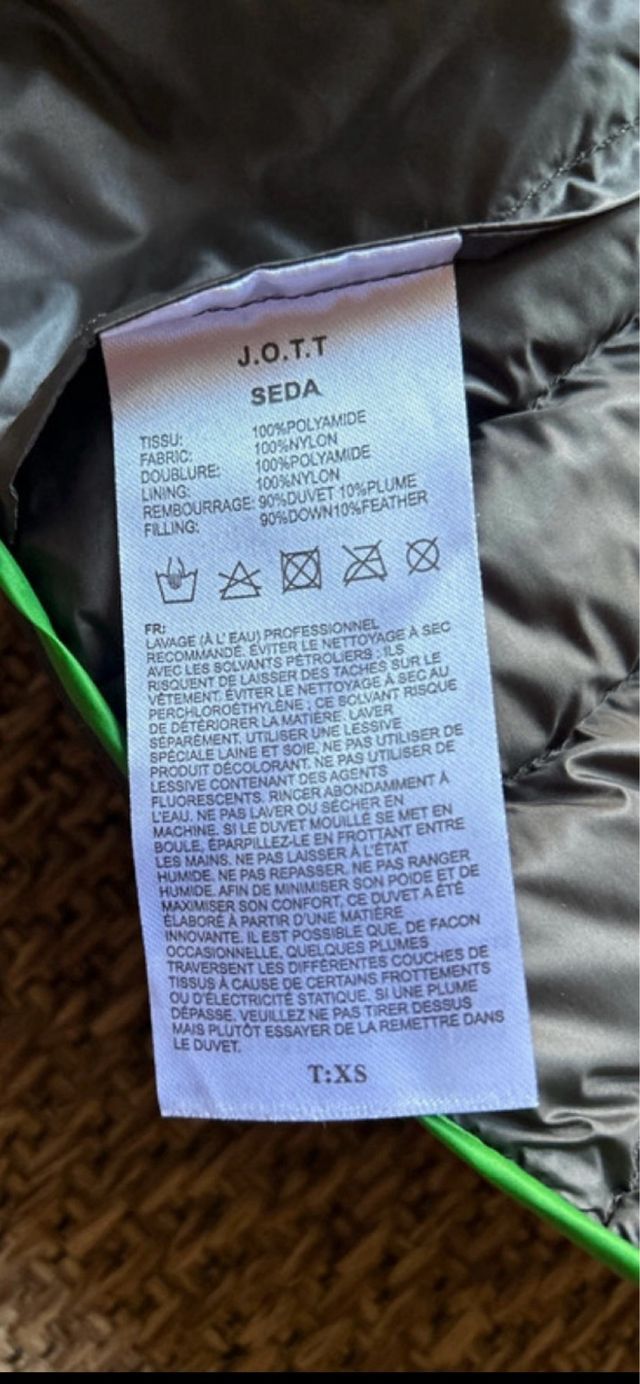 J.O.T.T
SEDA
TISSU: 100%POLYAMIDE
FABRIC: 100%NYLON
DOUBLURE: 100%POLYAMIDE
LINING: 100%NYLON
REMBOURRAGE: 90%DUVET 10%PLUME
FILLING: 90%DOWN10%FEATHER
FR:
LAVAGE (À L' EAU) PROFESSIONNEL
RECOMMANDÉ. ÉVITER LE NETTOYAGE À SEC
AVEC LES SOLVANTS PÉTROLIERS : ILS
RISQUENT DE LAISSER DES TACHES SUR LE
VÊTEMENT. ÉVITER LE NETTOYAGE À SEC AU
PERCHLOROÉTHYLÈNE ; CE SOLVANT RISQUE
DE DÉTÉRIORER LA MATIÈRE. LAVER
SÉPARÉMENT. UTILISER UNE LESSIVE
SPÉCIALE LAINE ET SOIE. NE PAS UTILISER DE
PRODUIT DÉCOLORANT. NE PAS UTILISER DE
LESSIVE CONTENANT DES AGENTS
FLUORESCENTS. RINCER ABONDAMMENT À
L'EAU. NE PAS LAVER OU SÉCHER EN
MACHINE. SI LE DUVET MOUILLÉ SE MET EN
BOULE, ÉPARPILLEZ-LE EN FROTTANT ENTRE
LES MAINS. NE PAS LAISSER À L'ÉTAT
HUMIDE. NE PAS REPASSER. NE PAS RANGER
HUMIDE. AFIN DE MINIMISER SON POIDS ET DE
MAXIMISER SON CONFORT, CE DUVET A ÉTÉ
ÉLABORÉ À PARTIR D'UNE MATIÈRE
INNOVANTE. IL EST POSSIBLE QUE, DE FACON
OCCASIONNELLE, QUELQUES PLUMES
TRAVERSENT LES DIFFÉRENTES COUCHES DE
TISSUS À CAUSE DE CERTAINS FROTTEMENTS
OU D'ÉLECTRICITÉ STATIQUE. SI UNE PLUME
DÉPASSE. VEUILLEZ NE PAS TIRER DESSUS
MAIS PLUTÔT ESSAYER DE LA REMETTRE DANS
LE DUVET.
T:XS